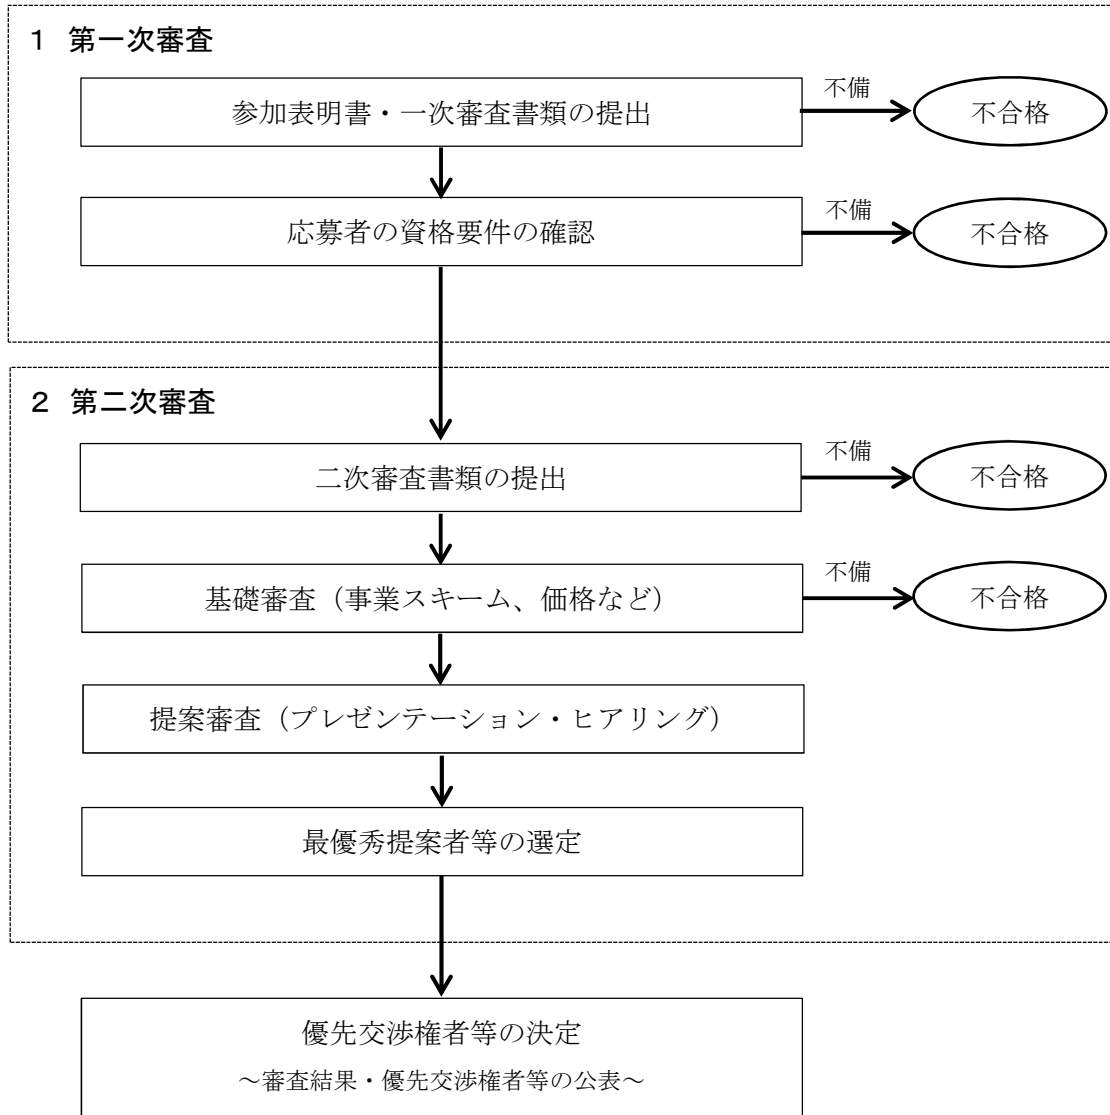 1 第一次審査
参加表明書・一次審査書類の提出
不備
不合格
応募者の資格要件の確認
不備
不合格
2 第二次審査
二次審査書類の提出
不備
不合格
基礎審査（事業スキーム、価格など）
不備
不合格
提案審査（プレゼンテーション・ヒアリング）
最優秀提案者等の選定
優先交渉権者等の決定
～審査結果・優先交渉権者等の公表～